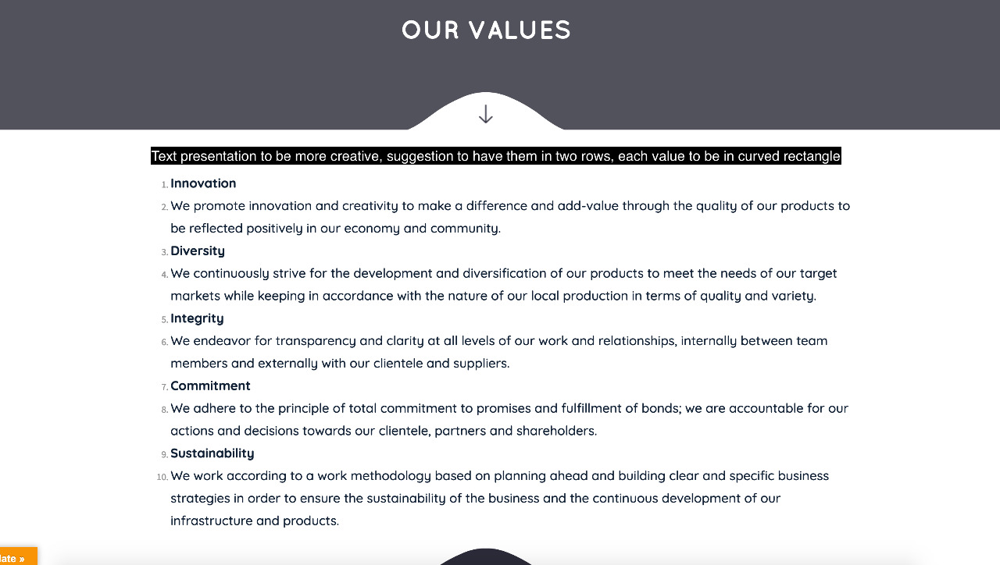 OUR VALUES
Text presentation to be more creative, suggestion to have them in two rows, each value to be in curved rectangle
1. Innovation
2. We promote innovation and creativity to make a difference and add-value through the quality of our products to
be reflected positively in our economy and community.
3. Diversity
4. We continuously strive for the development and diversification of our products to meet the needs of our target
markets while keeping in accordance with the nature of our local production in terms of quality and variety.
5. Integrity
6. We endeavor for transparency and clarity at all levels of our work and relationships, internally between team
members and externally with our clientele and suppliers.
7. Commitment
8. We adhere to the principle of total commitment to promises and fulfillment of bonds; we are accountable for our
actions and decisions towards our clientele, partners and shareholders.
9. Sustainability
10. We work according to a work methodology based on planning ahead and building clear and specific business
strategies in order to ensure the sustainability of the business and the continuous development of our
infrastructure and products.
late »